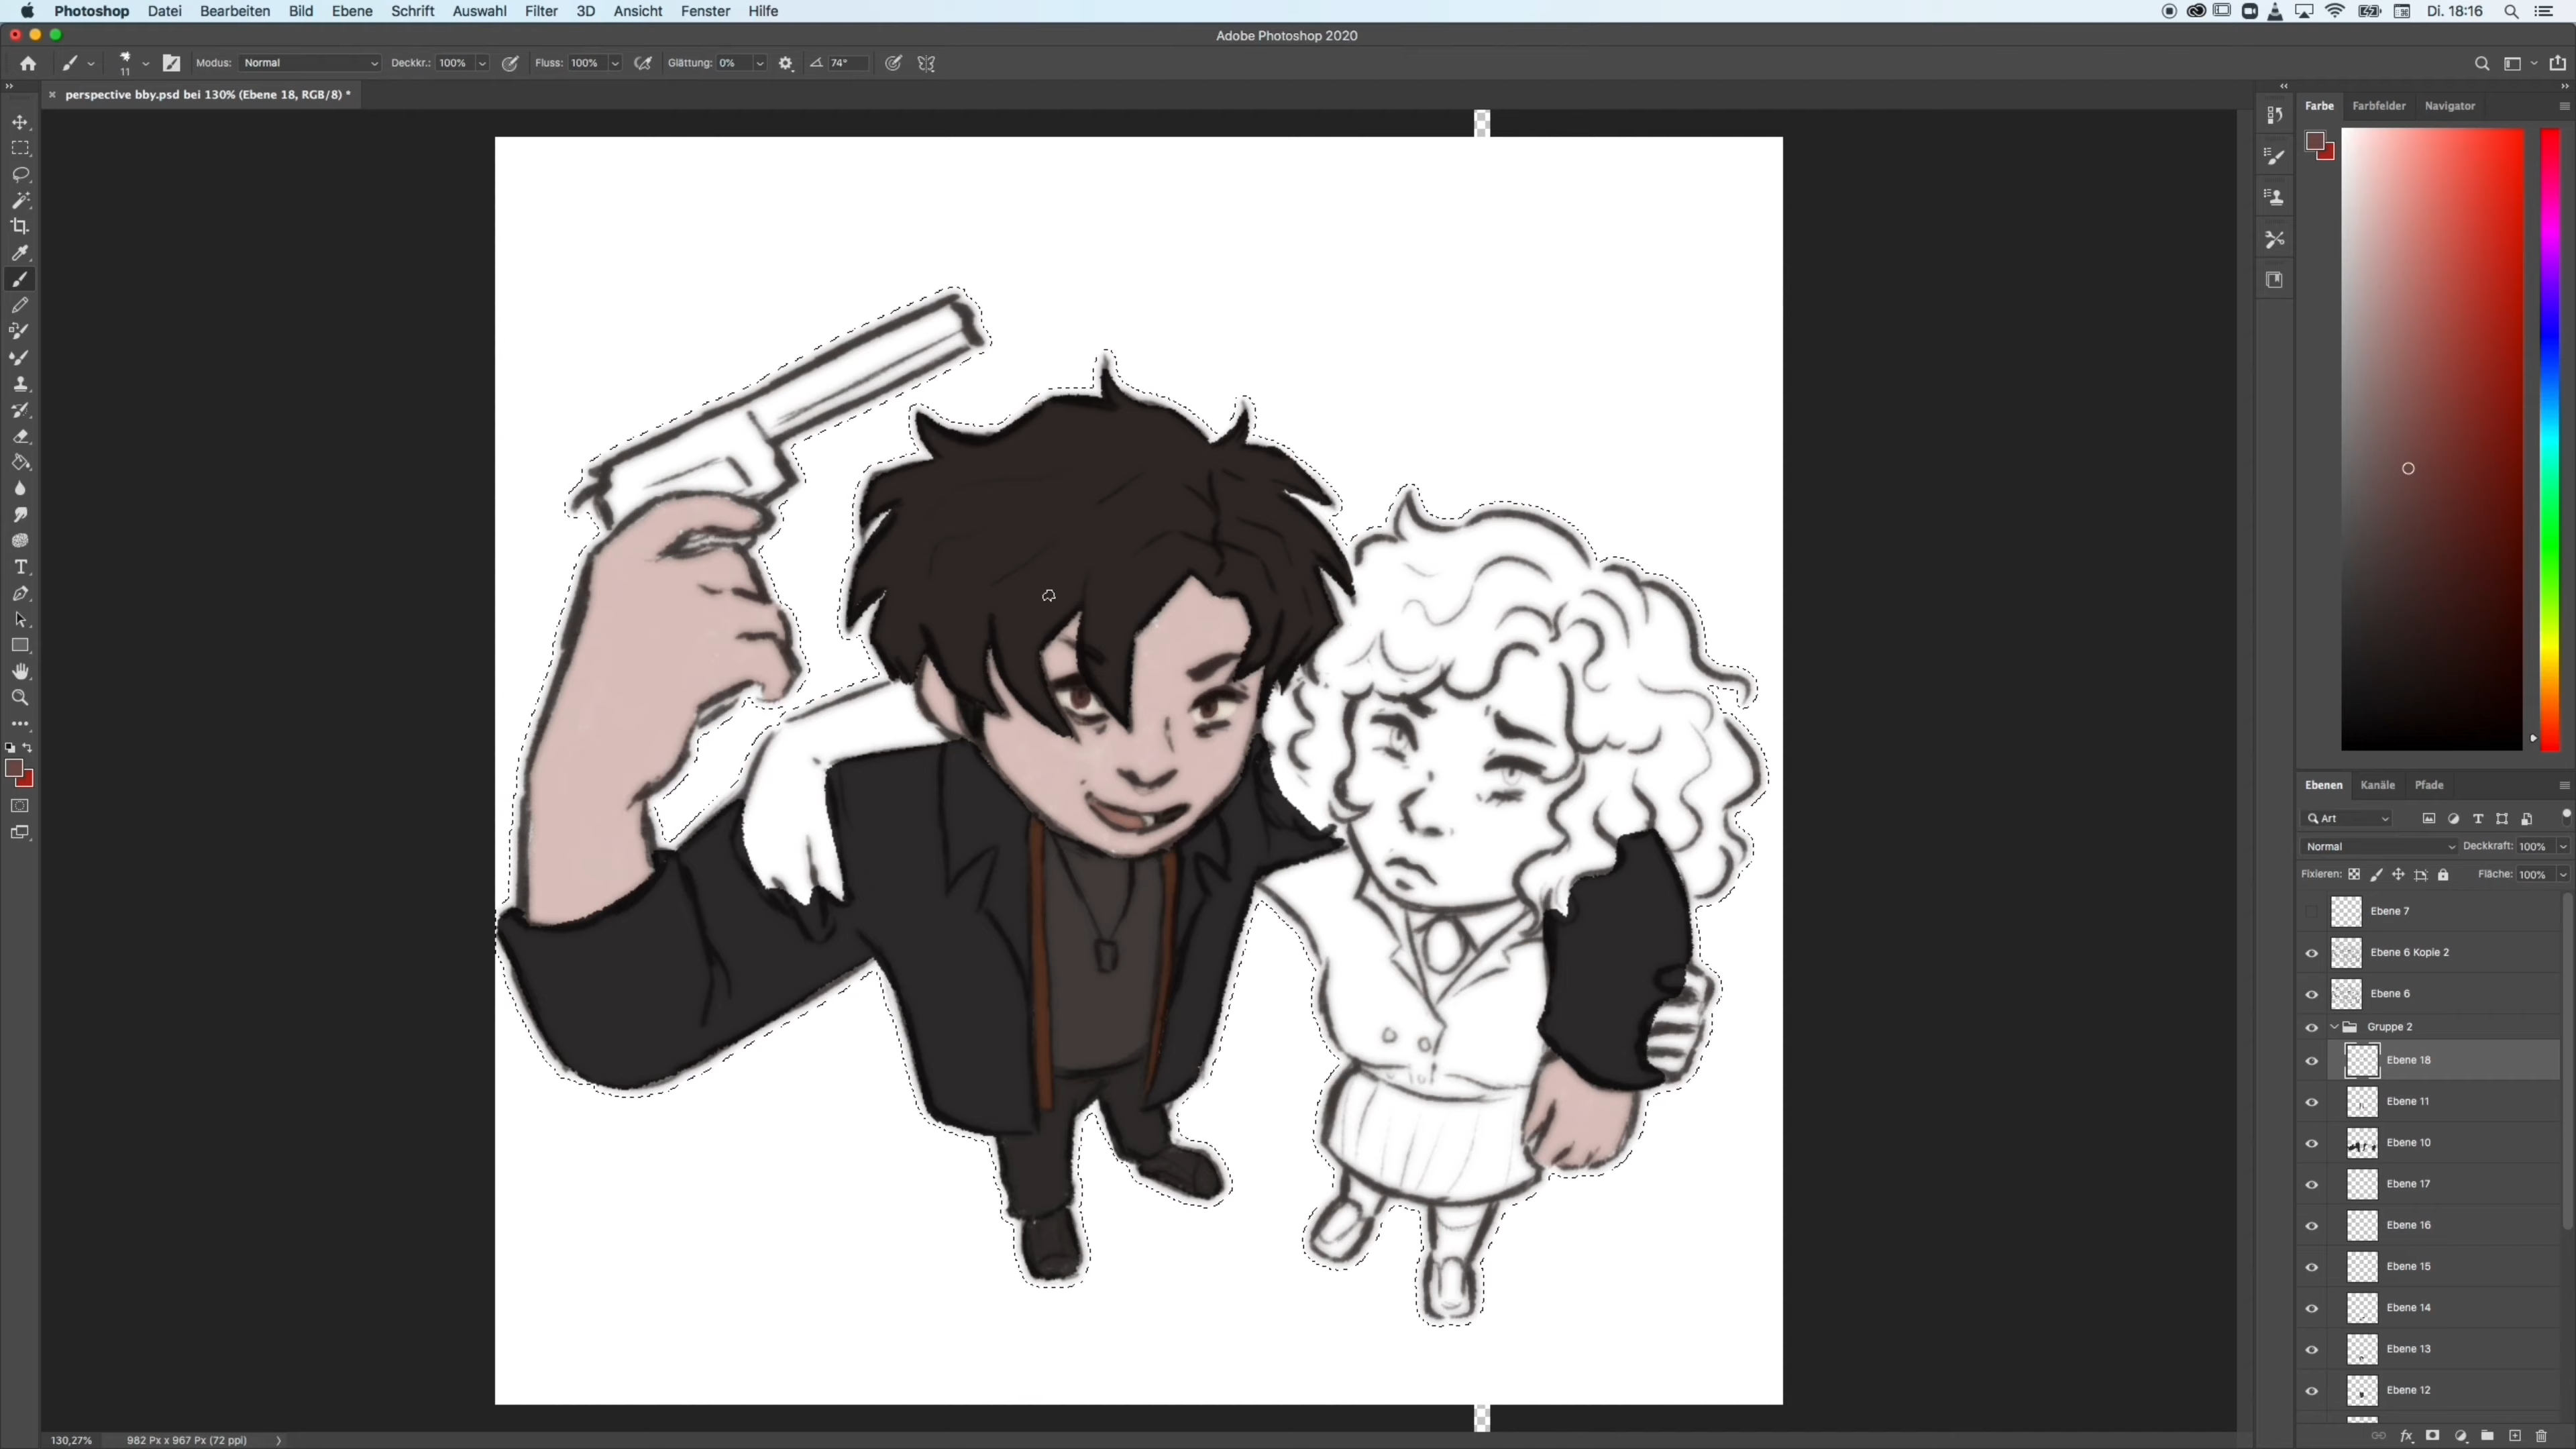 Photoshop Datei Bearbeiten Bild Ebene Schrift Auswahl Filter 3D Ansicht Fenster Hilfe Di. 18:16
Adobe Photoshop 2020
11 Modus: Normal Deckkr.: 100% Fluss: 100% Glättung: 0% 74°
perspective bby.psd bei 130% (Ebene 18, RGB/8) *
Farbe Farbfelder Navigator
Ebenen Kanäle Pfade
Art
Normal Deckkraft: 100%
Fixieren: Fläche: 100%
Ebene 7
Ebene 6 Kopie 2
Ebene 6
Gruppe 2
Ebene 18
Ebene 11
Ebene 10
Ebene 17
Ebene 16
Ebene 15
Ebene 14
Ebene 13
Ebene 12
130,27% 982 Px x 967 Px (72 ppi)